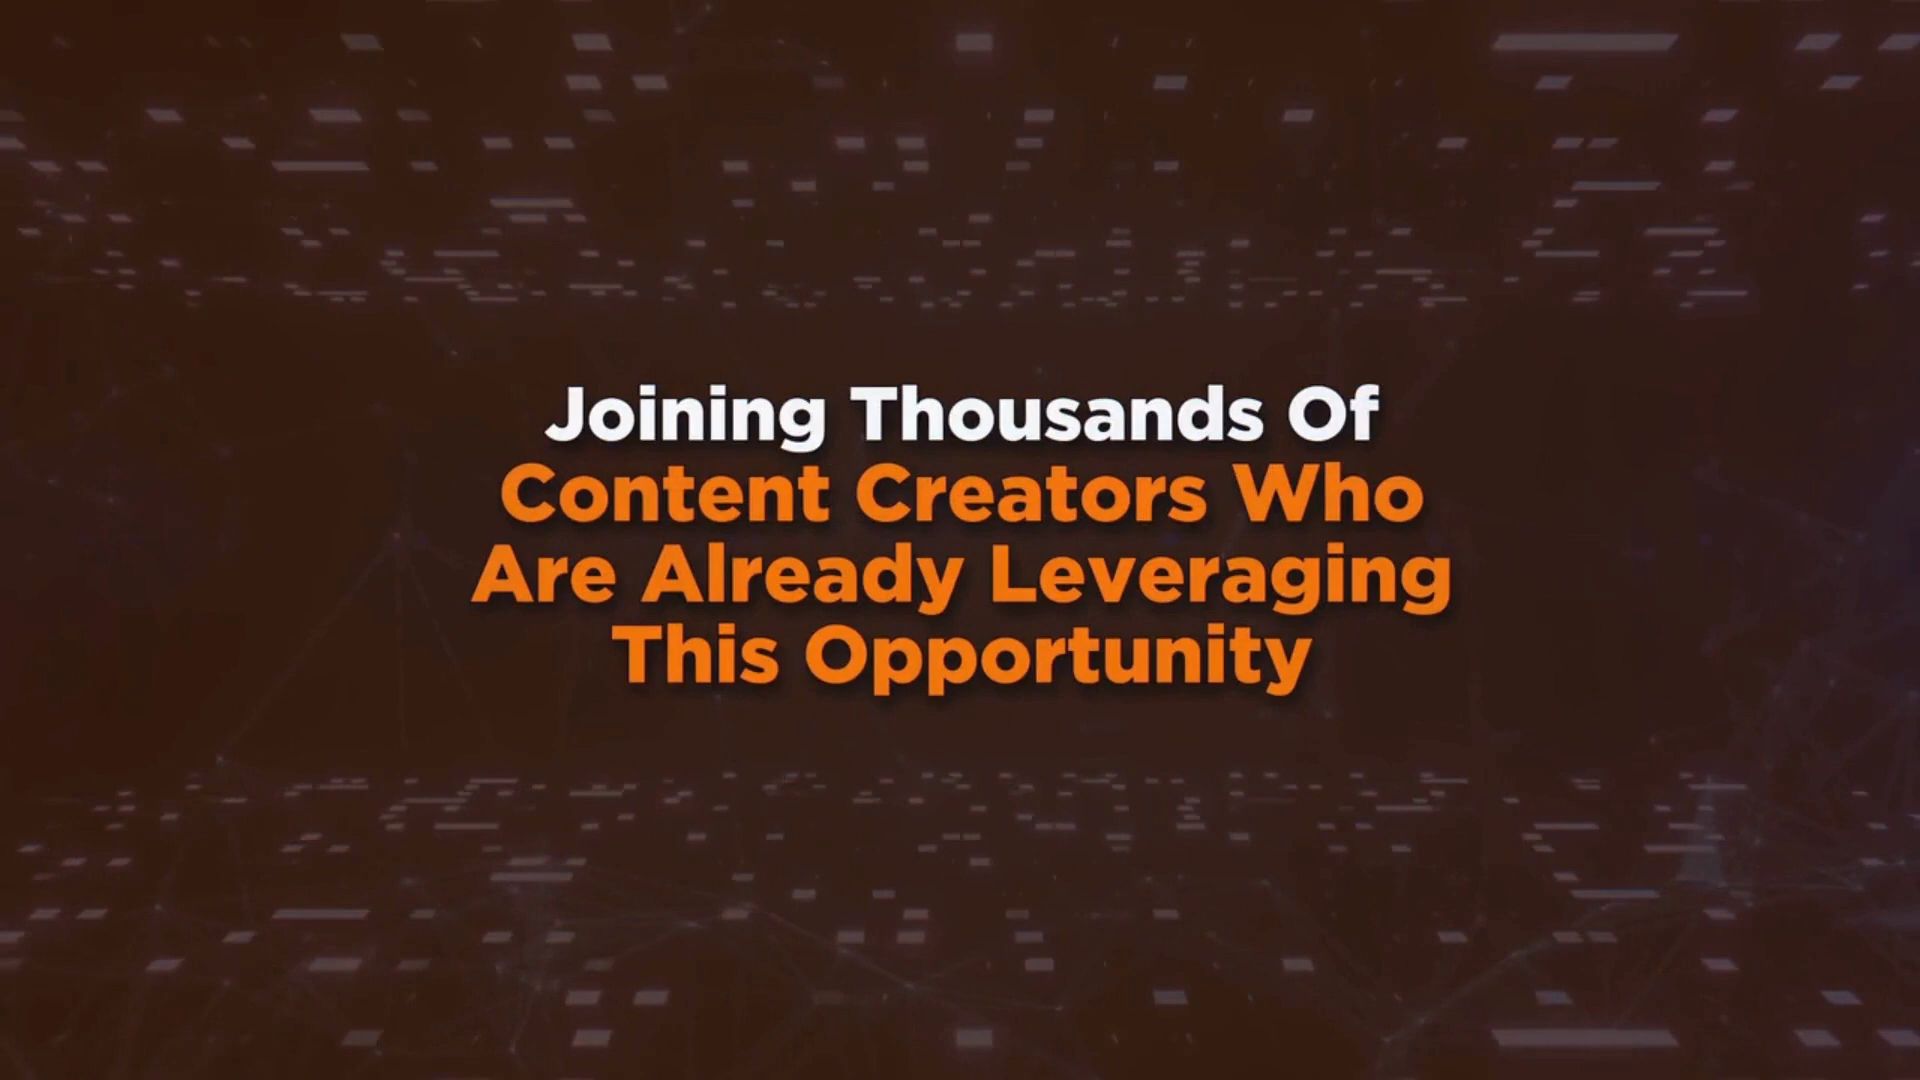 Joining Thousands Of
Content Creators Who
Are Already Leveraging
This Opportunity